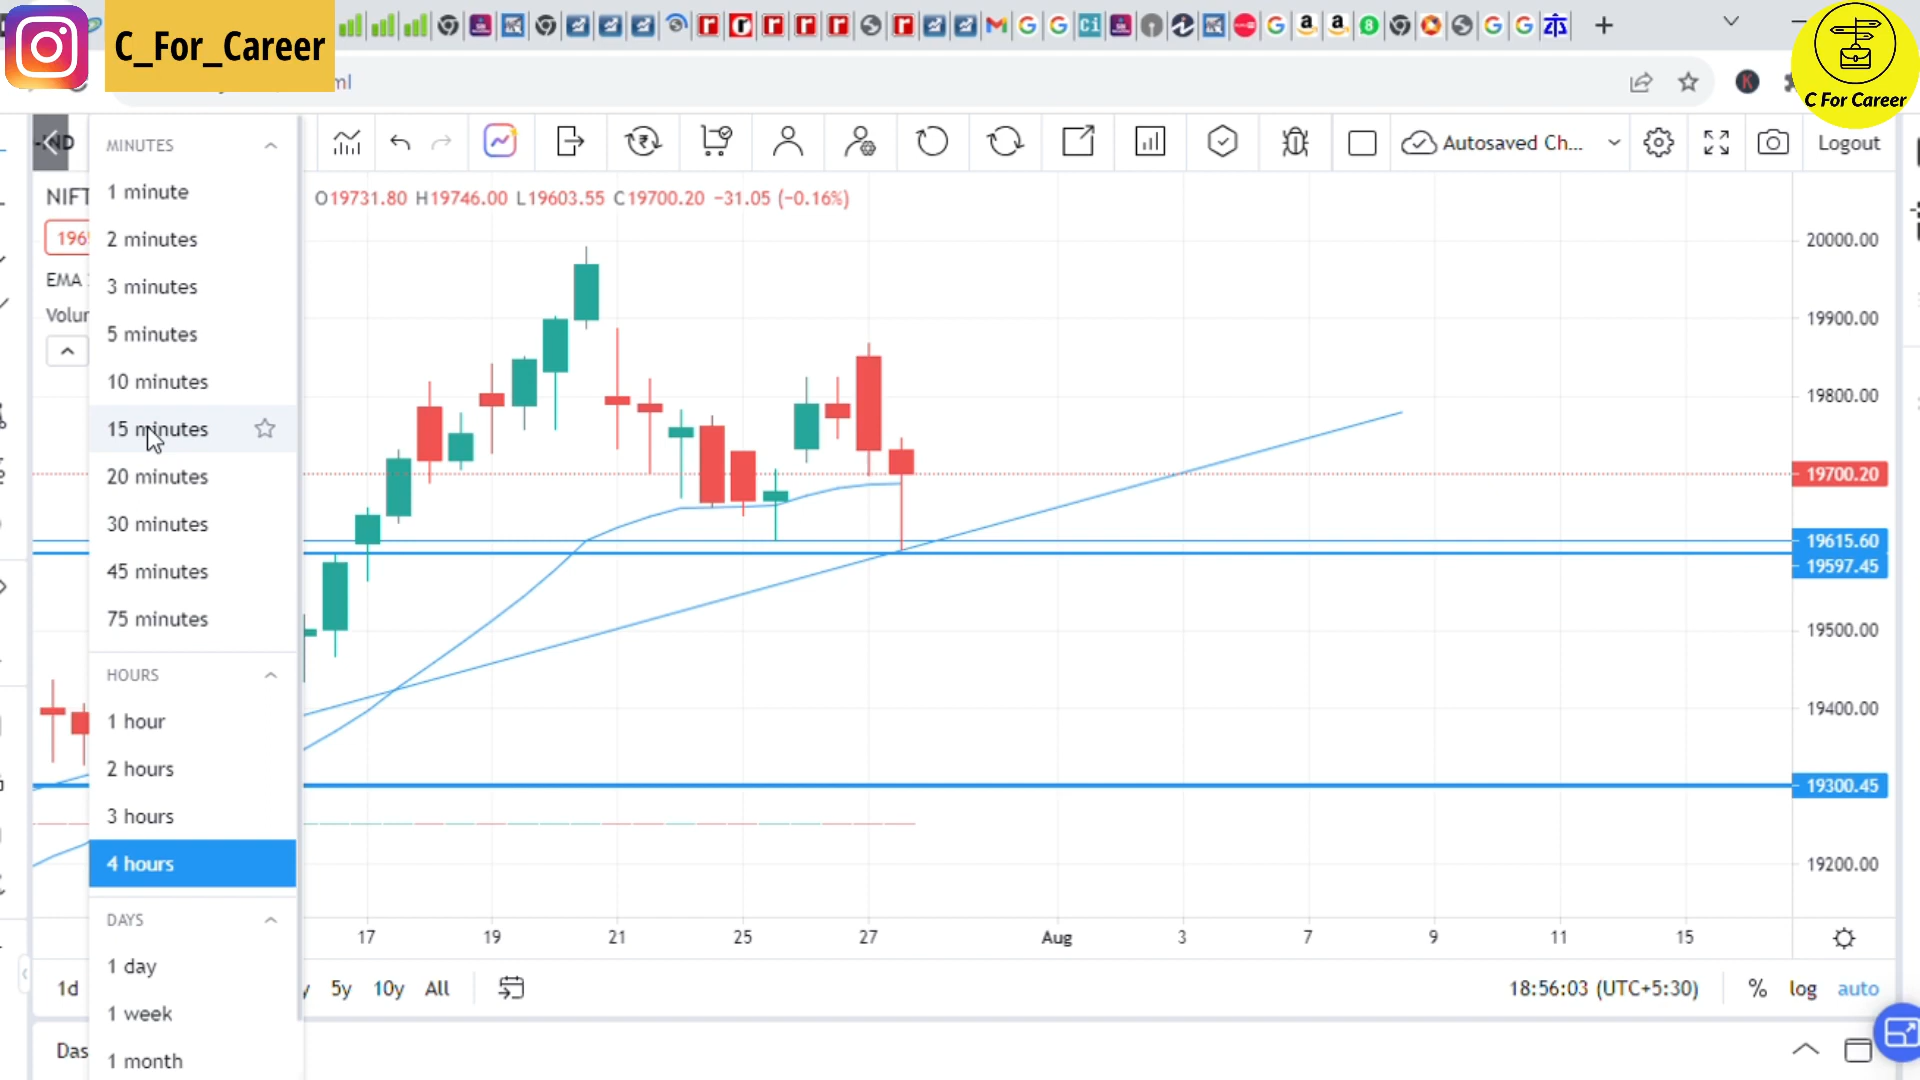 C_For_Career
C For Career
ml
ND
MINUTES
1 minute
2 minutes
3 minutes
5 minutes
10 minutes
15 minutes
20 minutes
30 minutes
45 minutes
75 minutes
HOURS
1 hour
2 hours
3 hours
4 hours
DAYS
1 day
1 week
1 month
Autosaved Ch...
Logout
NIFT
O19731.80 H19746.00 L19603.55 C19700.20 −31.05 (−0.16%)
196
EMA
Volu
20000.00
19900.00
19800.00
19700.20
19615.60
19597.45
19500.00
19400.00
19300.45
19200.00
17 19 21 25 27 Aug 3 7 9 11 15
1d
y 5y 10y All
18:56:03 (UTC+5:30) % log auto
Das